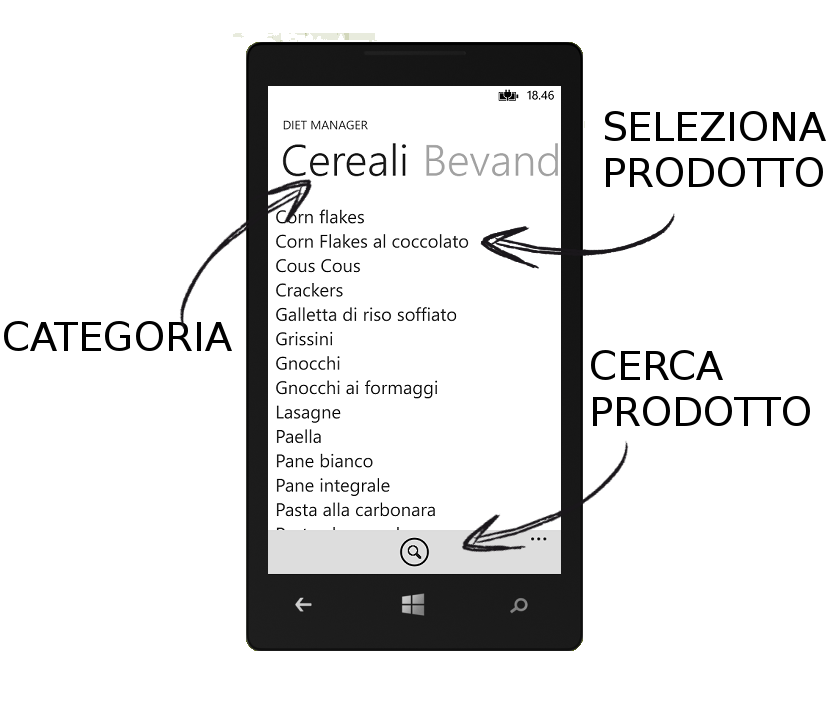 18.46
DIET MANAGER
Cereali Bevand
Corn flakes
Corn Flakes al coccolato
Cous Cous
Crackers
Galletta di riso soffiato
Grissini
Gnocchi
Gnocchi ai formaggi
Lasagne
Paella
Pane bianco
Pane integrale
Pasta alla carbonara
SELEZIONA
PRODOTTO
CATEGORIA
CERCA
PRODOTTO